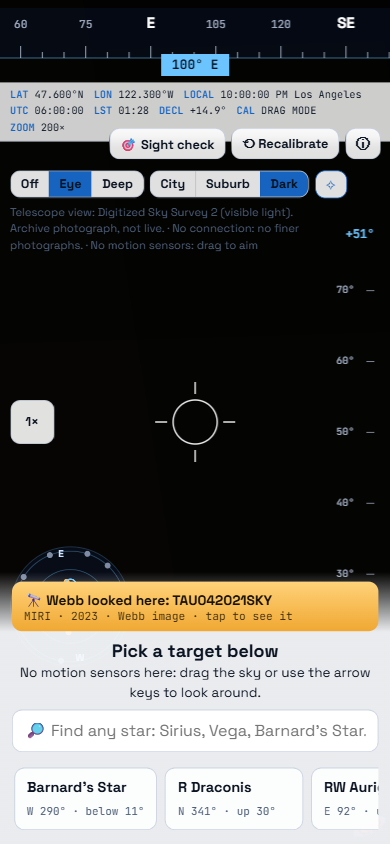 60 75 E 105 120 SE
100° E
LAT 47.600°N LON 122.300°W LOCAL 10:00:00 PM Los Angeles
UTC 06:00:00 LST 01:28 DECL +14.9° CAL DRAG MODE
ZOOM 200×
Sight check Recalibrate
Off Eye Deep City Suburb Dark
Telescope view: Digitized Sky Survey 2 (visible light).
Archive photograph, not live. · No connection: no finer
photographs. · No motion sensors: drag to aim
+51°
70°
60°
1×
50°
40°
E
30°
Webb looked here: TAU042021SKY
MIRI · 2023 · Webb image · tap to see it
Pick a target below
No motion sensors here: drag the sky or use the arrow
keys to look around.
Find any star: Sirius, Vega, Barnard's Star.
Barnard's Star R Draconis RW Auri
W 290° · below 11° N 341° · up 30° E 92° ·